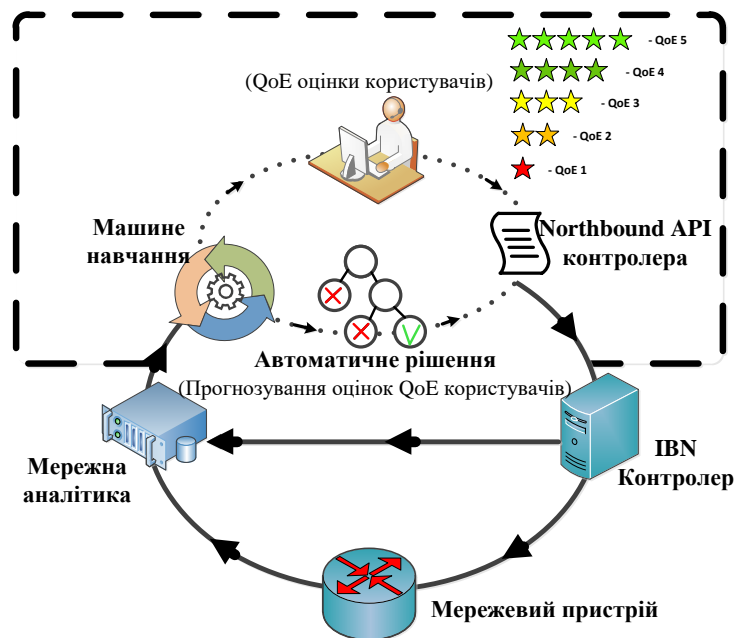 - QoE 5
- QoE 4
- QoE 3
- QoE 2
- QoE 1
(QoE оцінки користувачів)
Машине
навчання
Northbound API
контролера
Автоматичне рішення
(Прогнозування оцінок QoE користувачів)
Мережна
аналітика
IBN
Контролер
Мережевий пристрій